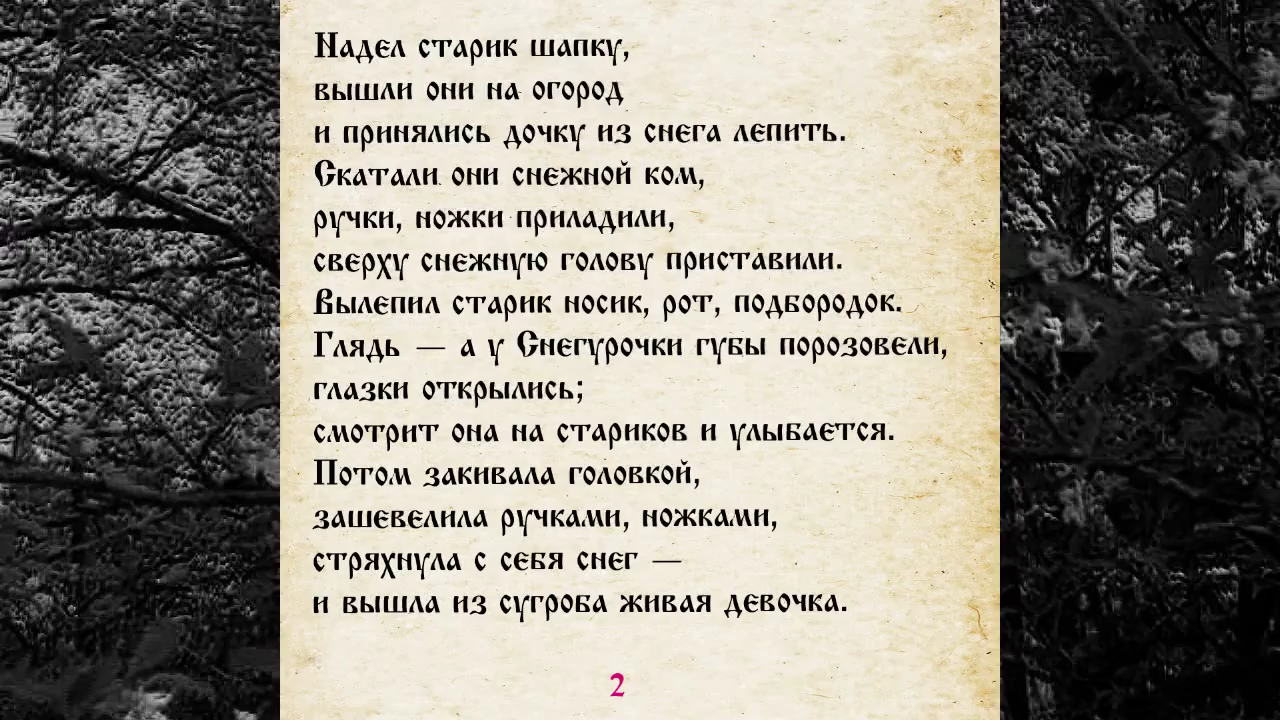 Надел старик шапку,
вышли они на огород
и принялись дочку из снега лепить.
Скатали они снежной ком,
ручки, ножки приладили,
сверху снежную голову приставили.
Вылепил старик носик, рот, подбородок.
Глядь — а у Снегурочки губы порозовели,
глазки открылись;
смотрит она на стариков и улыбается.
Потом закивала головкой,
зашевелила ручками, ножками,
стряхнула с себя снег —
и вышла из сугроба живая девочка.
2